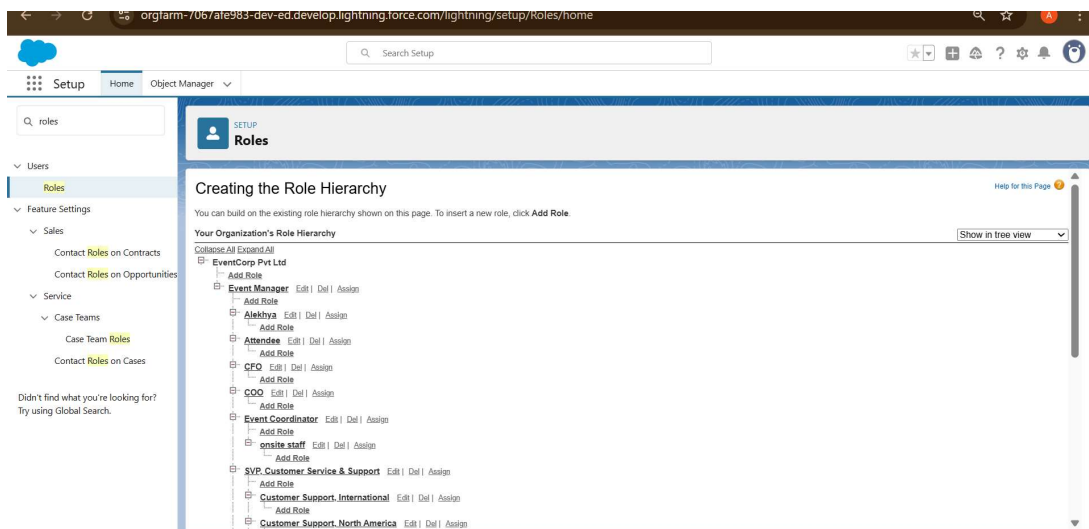 orgfarm-7067afe983-dev-ed.develop.lightning.force.com/lightning/setup/Roles/home
A
Search Setup
Setup
Home
Object Manager
roles
SETUP
Roles
Users
Roles
Feature Settings
Sales
Contact Roles on Contracts
Contact Roles on Opportunities
Service
Case Teams
Case Team Roles
Contact Roles on Cases
Didn't find what you're looking for?
Try using Global Search.
Creating the Role Hierarchy
Help for this Page
You can build on the existing role hierarchy shown on this page. To insert a new role, click Add Role.
Your Organization's Role Hierarchy
Show in tree view
Collapse All Expand All
EventCorp Pvt Ltd
Add Role
Event Manager Edit | Del | Assign
Add Role
Alekhya Edit | Del | Assign
Add Role
Attendee Edit | Del | Assign
Add Role
CFO Edit | Del | Assign
Add Role
COO Edit | Del | Assign
Add Role
Event Coordinator Edit | Del | Assign
Add Role
onsite staff Edit | Del | Assign
Add Role
SVP, Customer Service & Support Edit | Del | Assign
Add Role
Customer Support, International Edit | Del | Assign
Add Role
Customer Support, North America Edit | Del | Assign